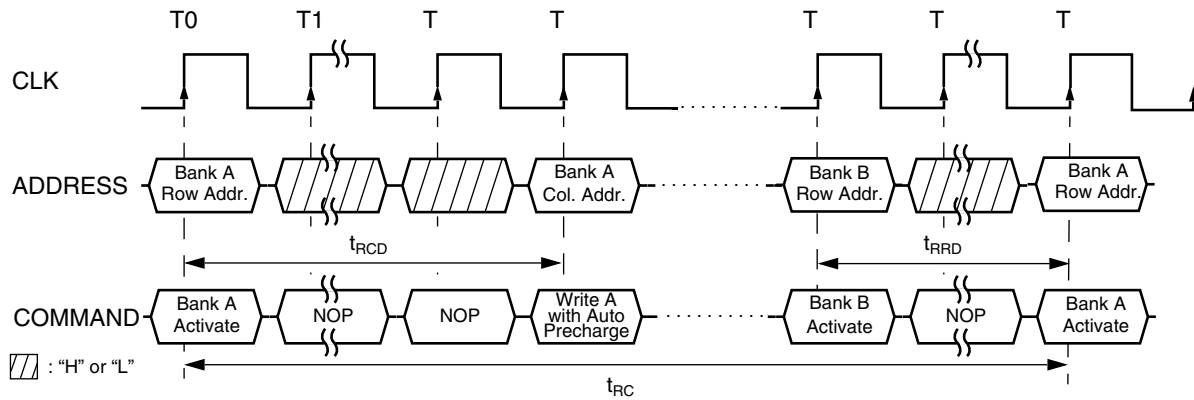 T0 T1 T T T T T
CLK
Bank A Bank A Bank B Bank A
ADDRESS Row Addr. Col. Addr. Row Addr. Row Addr.
tRCD tRRD
Bank A Write A Bank B Bank A
COMMAND Activate NOP NOP with Auto Activate NOP Activate
Precharge
: “H” or “L”
tRC